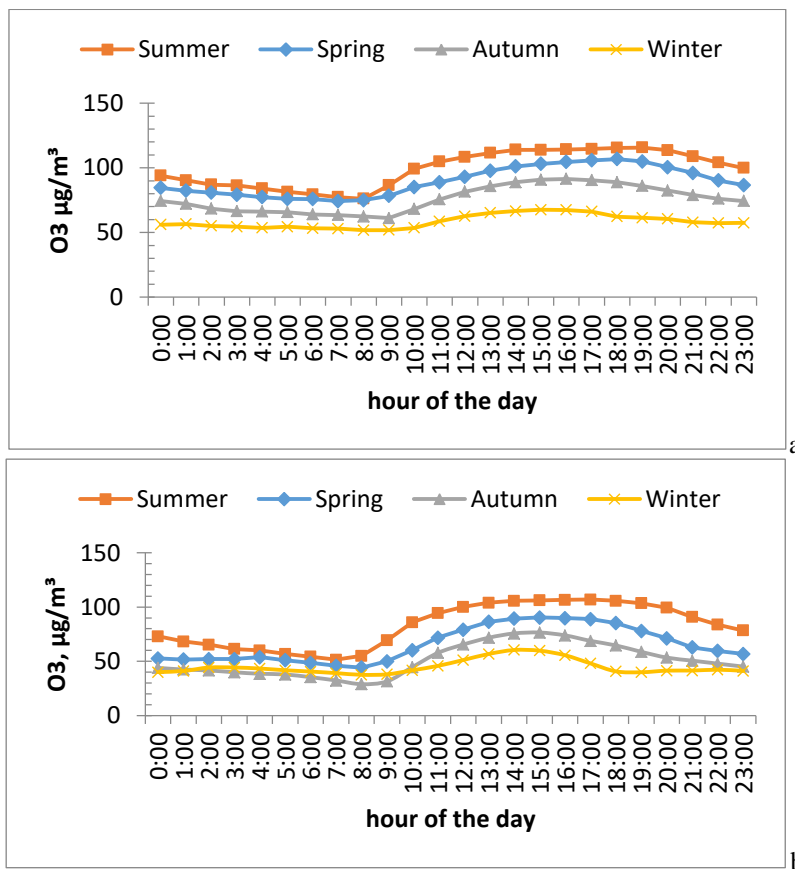 Summer Spring Autumn Winter
150
100
50
0
O3 µg/m³
0:00 1:00 2:00 3:00 4:00 5:00 6:00 7:00 8:00 9:00 10:00 11:00 12:00 13:00 14:00 15:00 16:00 17:00 18:00 19:00 20:00 21:00 22:00 23:00
hour of the day
a
Summer Spring Autumn Winter
150
100
50
0
O3, µg/m³
0:00 1:00 2:00 3:00 4:00 5:00 6:00 7:00 8:00 9:00 10:00 11:00 12:00 13:00 14:00 15:00 16:00 17:00 18:00 19:00 20:00 21:00 22:00 23:00
hour of the day
b